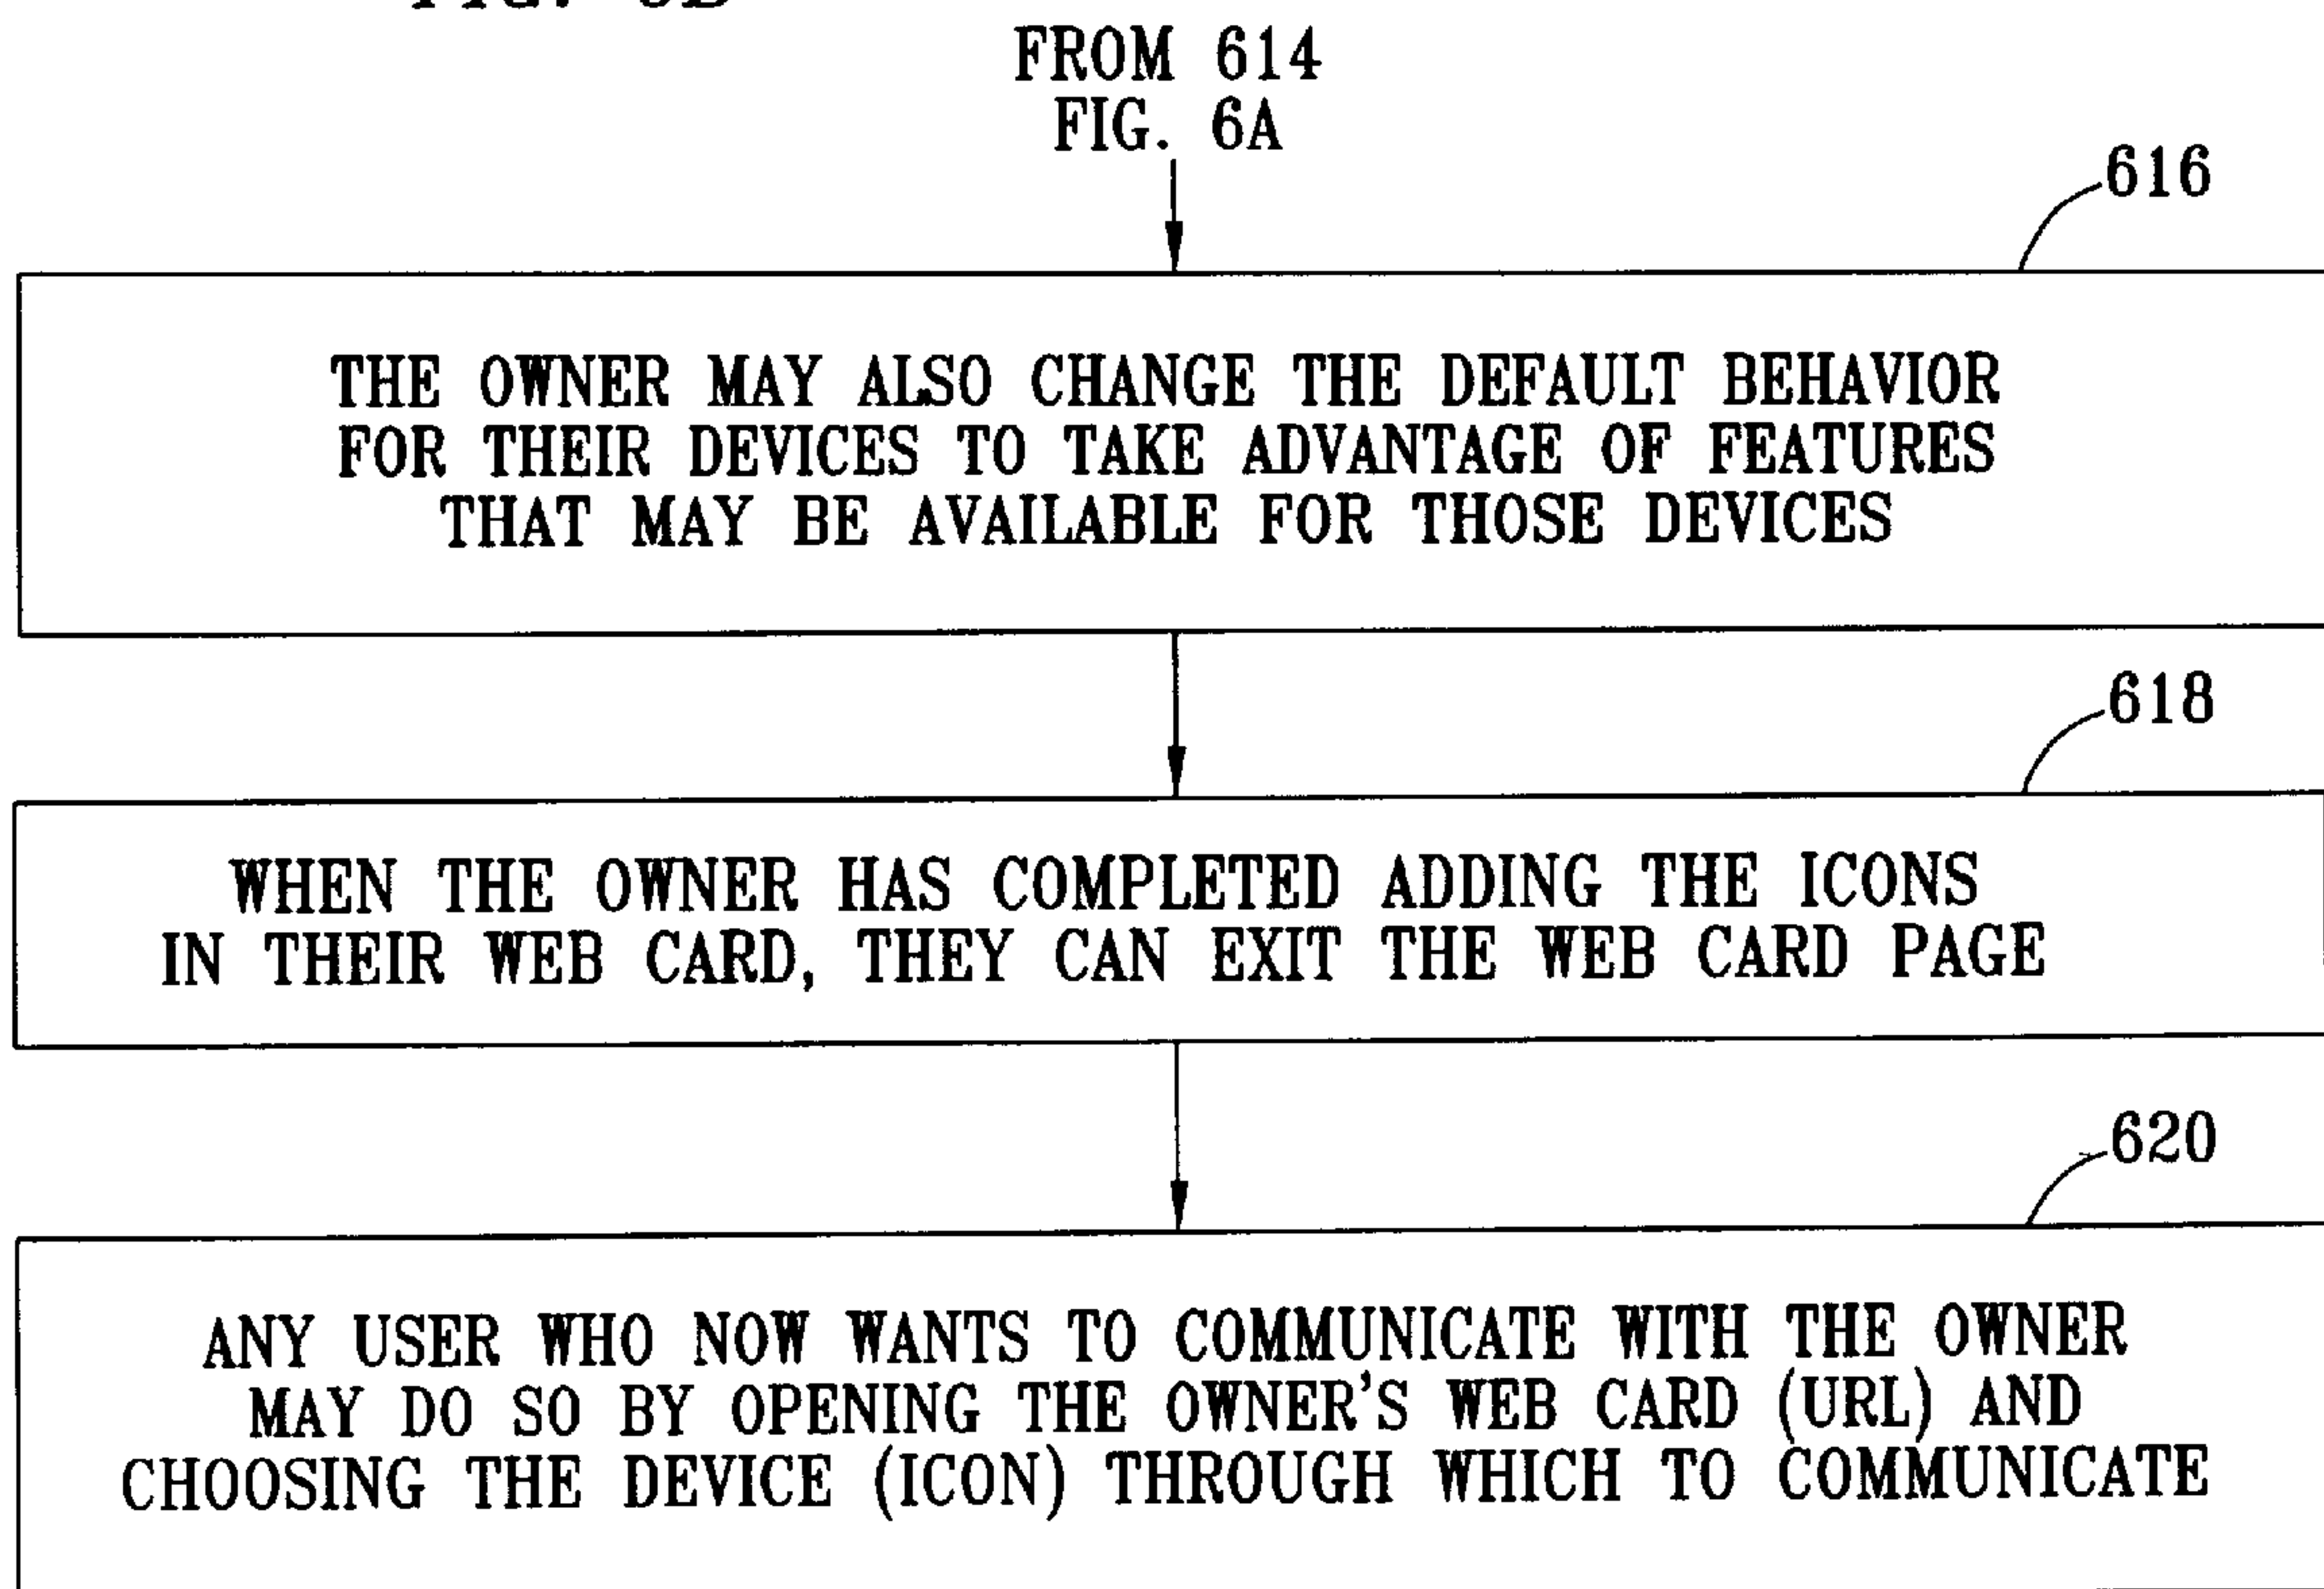 FIG. 6B
FROM 614
FIG. 6A
616
THE OWNER MAY ALSO CHANGE THE DEFAULT BEHAVIOR
FOR THEIR DEVICES TO TAKE ADVANTAGE OF FEATURES
THAT MAY BE AVAILABLE FOR THOSE DEVICES
618
WHEN THE OWNER HAS COMPLETED ADDING THE ICONS
IN THEIR WEB CARD, THEY CAN EXIT THE WEB CARD PAGE
620
ANY USER WHO NOW WANTS TO COMMUNICATE WITH THE OWNER
MAY DO SO BY OPENING THE OWNER'S WEB CARD (URL) AND
CHOOSING THE DEVICE (ICON) THROUGH WHICH TO COMMUNICATE